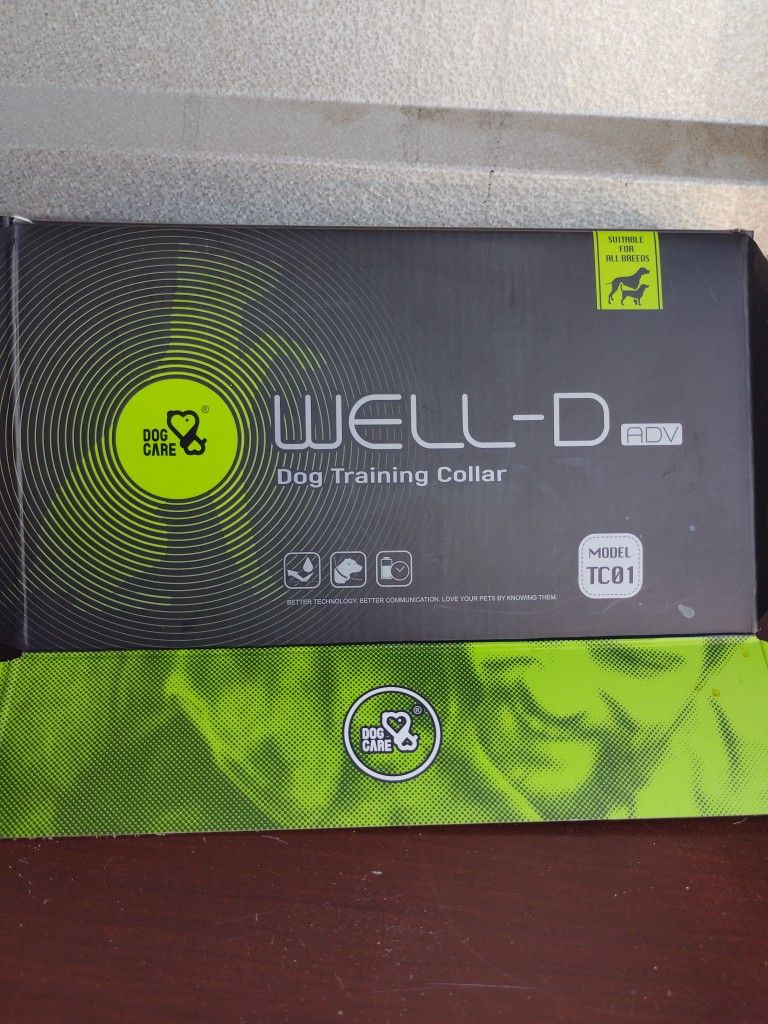 SUITABLE
FOR
ALL BREEDS
DOG
CARE
®
WELL-D ADV
Dog Training Collar
MODEL
TC01
BETTER TECHNOLOGY. BETTER COMMUNICATION. LOVE YOUR PETS BY KNOWING THEM.
DOG
CARE
®